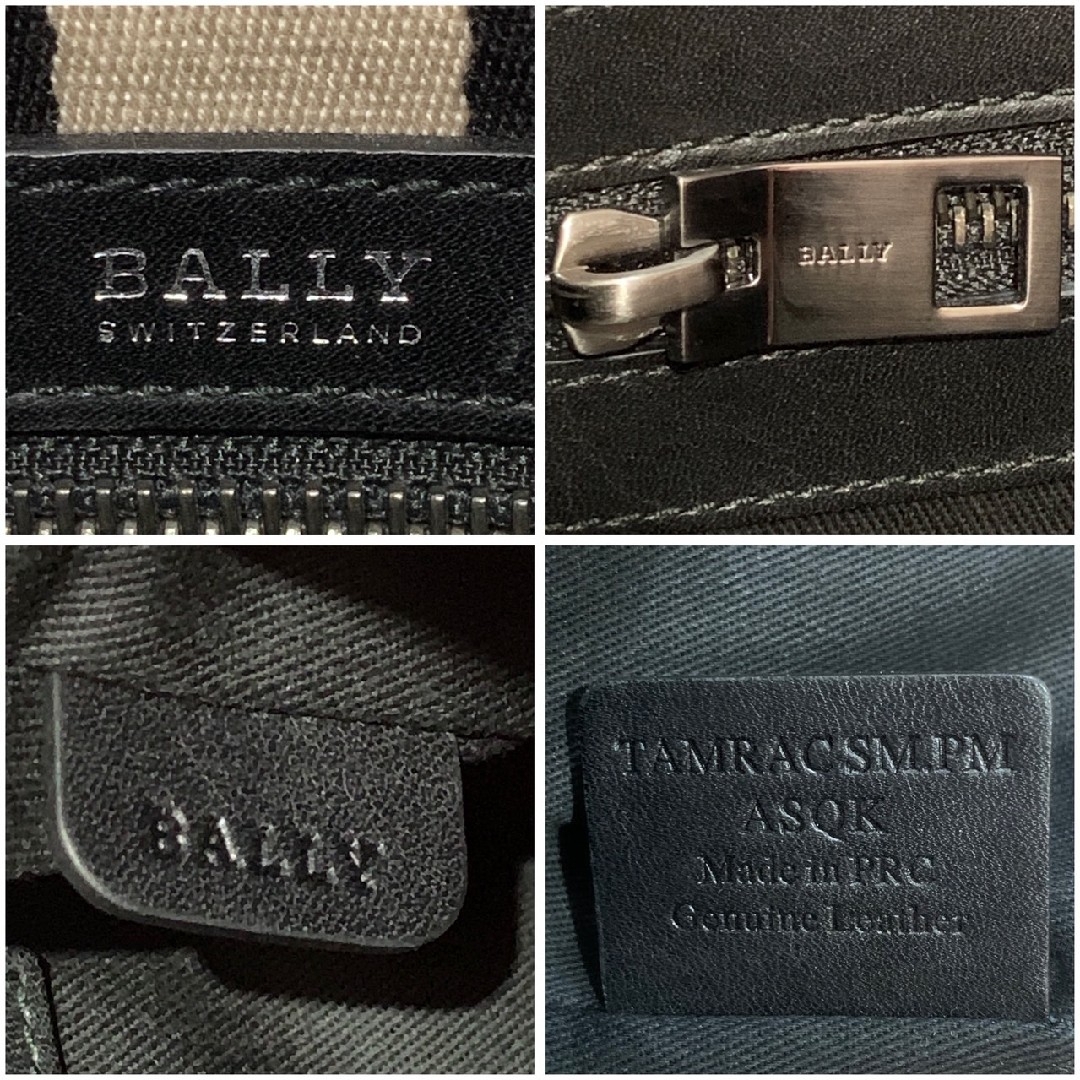 BALLY
SWITZERLAND
BALLY
BALLY
TAMRAC SM.PM
ASQK
Made in PRC
Genuine Leather